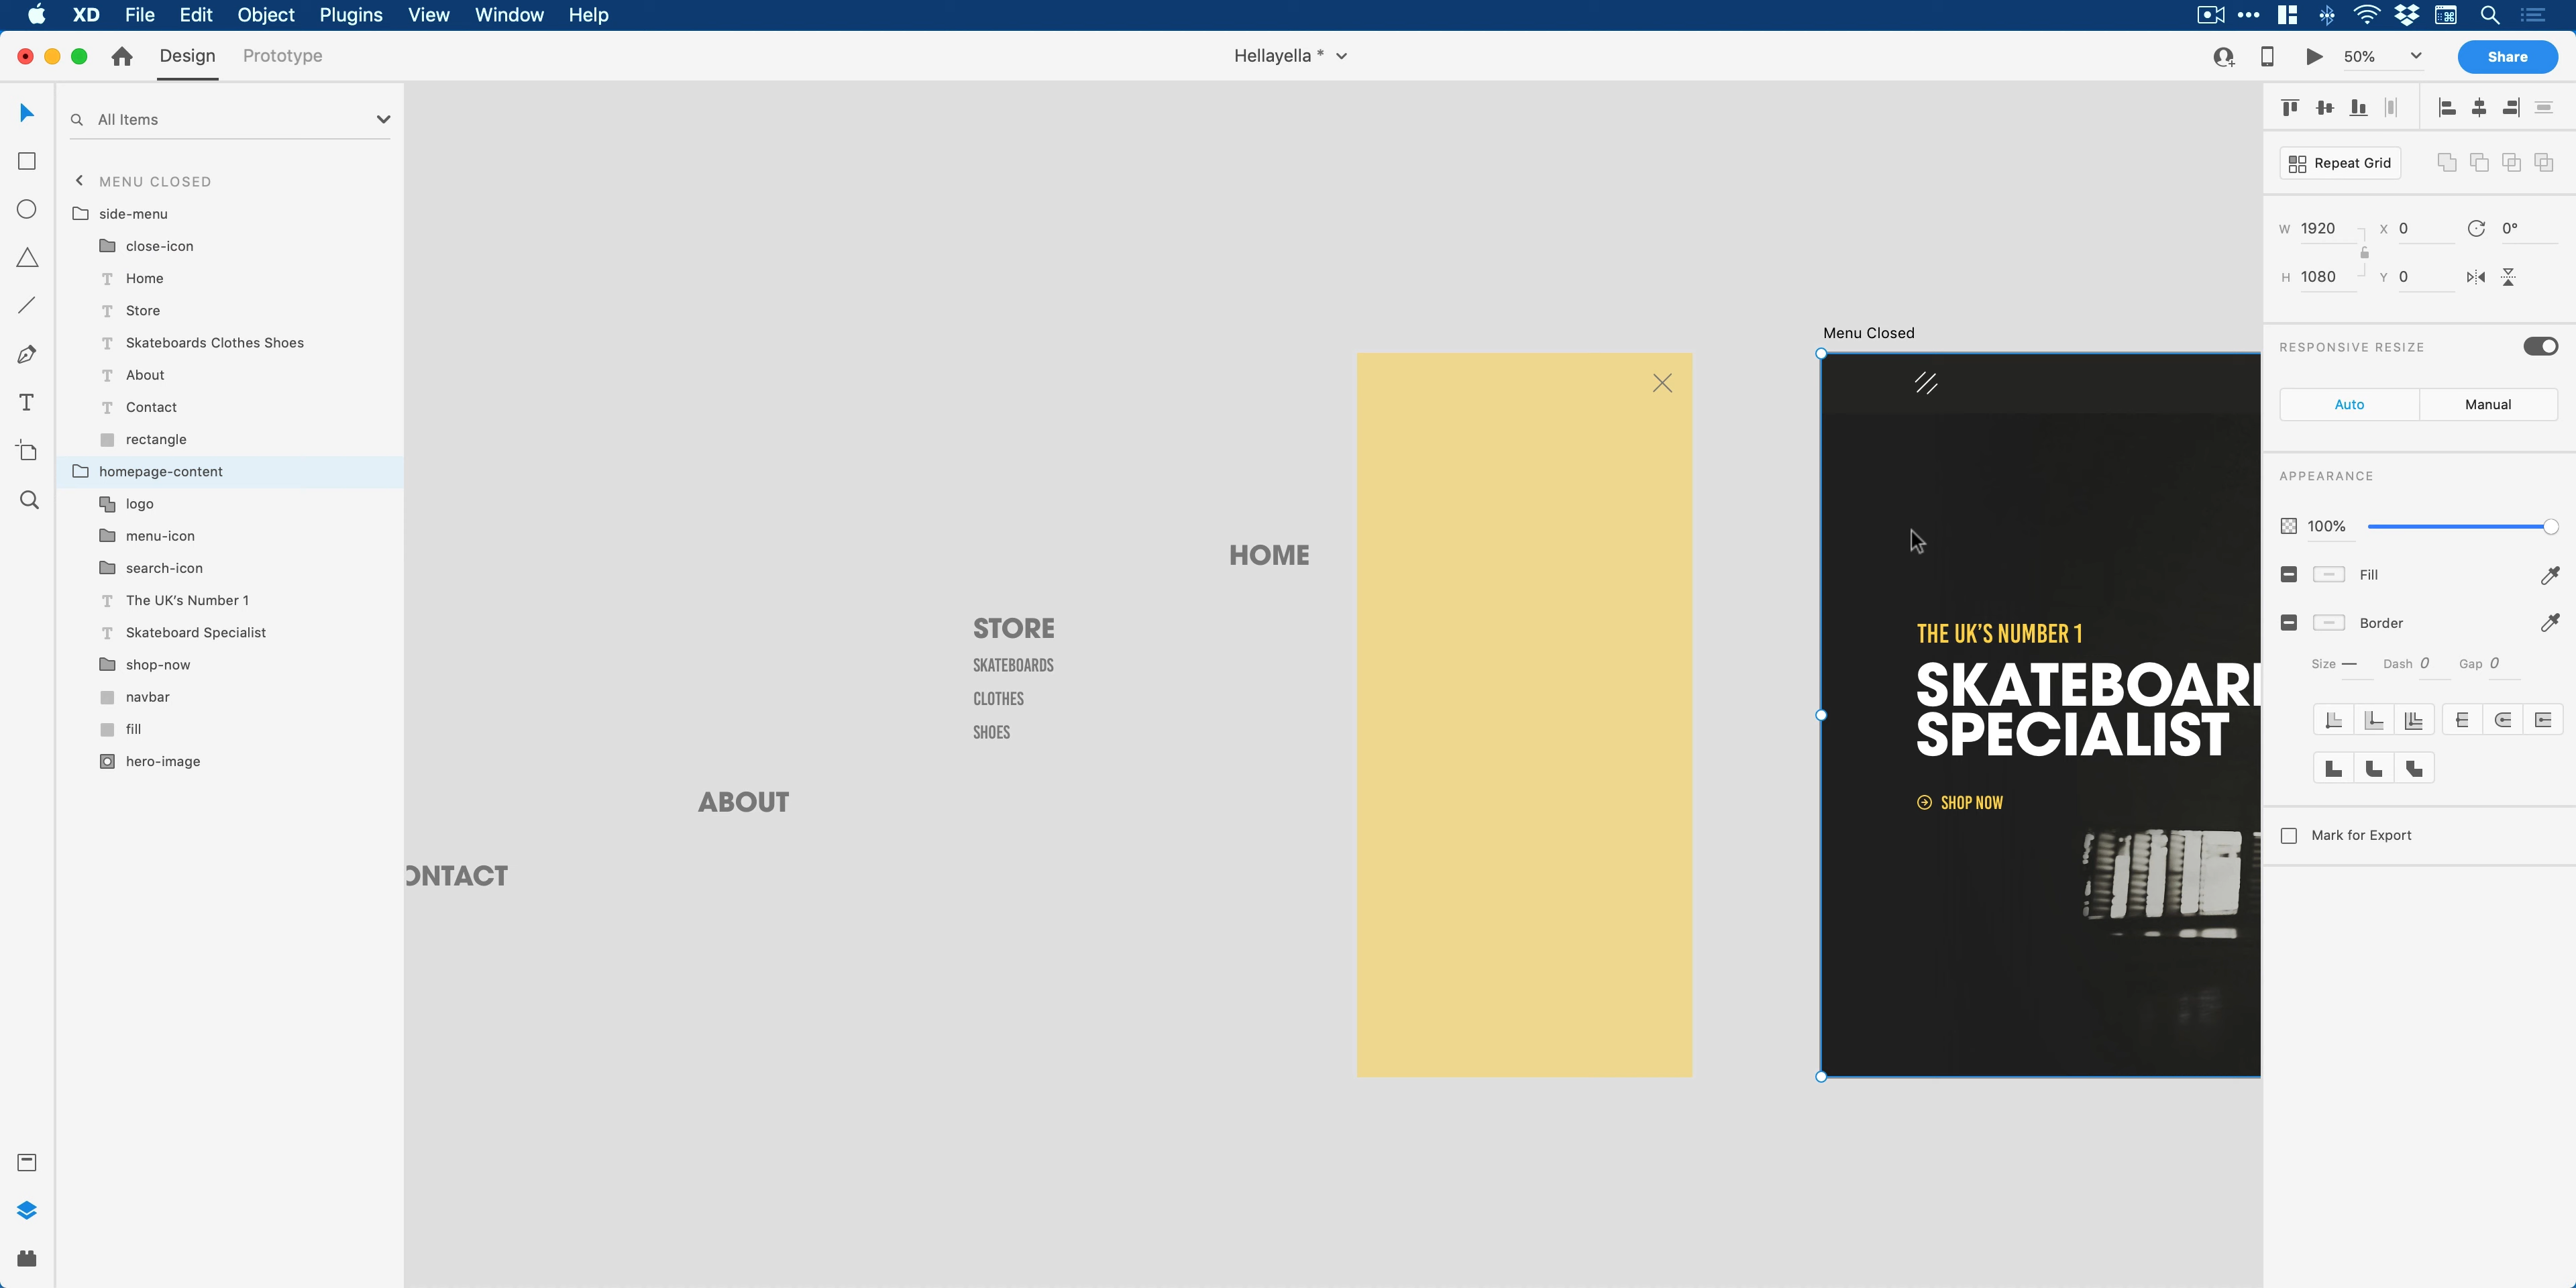 XD File Edit Object Plugins View Window Help
Design Prototype
Hellayella *
50%
Share
All Items
MENU CLOSED
side-menu
close-icon
Home
Store
Skateboards Clothes Shoes
About
Contact
rectangle
homepage-content
logo
menu-icon
search-icon
The UK's Number 1
Skateboard Specialist
shop-now
navbar
fill
hero-image
HOME
STORE
SKATEBOARDS
CLOTHES
SHOES
ABOUT
ONTACT
Menu Closed
THE UK'S NUMBER 1
SKATEBOAR
SPECIALIST
SHOP NOW
Repeat Grid
W 1920 X 0 0°
H 1080 Y 0
RESPONSIVE RESIZE
Auto Manual
APPEARANCE
100%
Fill
Border
Size Dash 0 Gap 0
Mark for Export